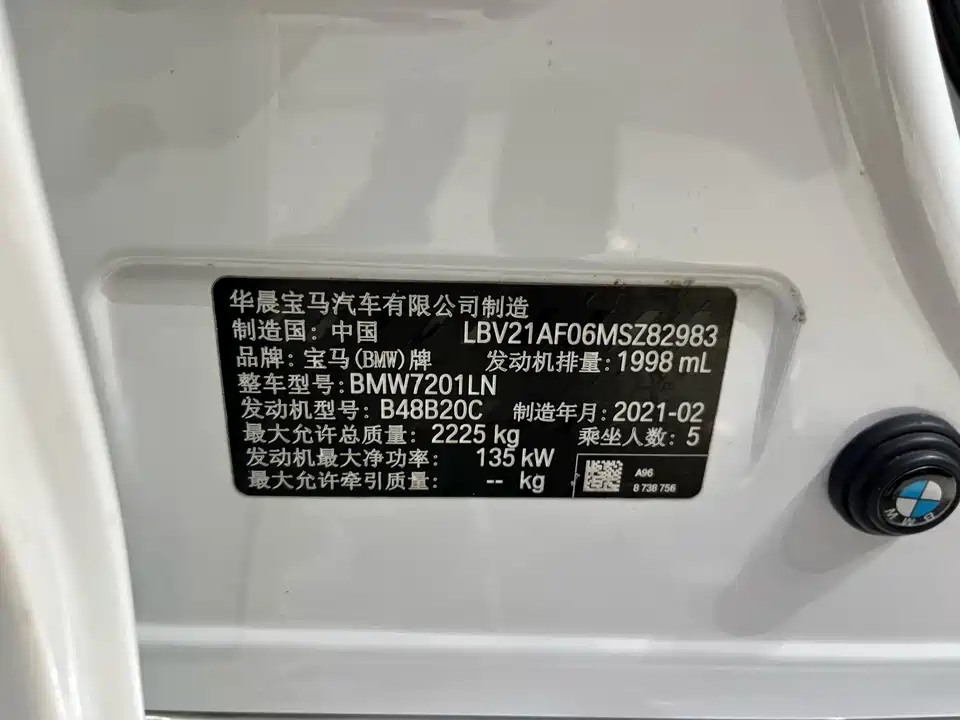 华晨宝马汽车有限公司制造
制造国: 中国 LBV21AF06MSZ82983
品牌: 宝马(BMW)牌 发动机排量: 1998 mL
整车型号: BMW7201LN
发动机型号: B48B20C 制造年月: 2021-02
最大允许总质量: 2225 kg 乘坐人数: 5
发动机最大净功率: 135 kW
最大允许牵引质量: -- kg
A96
8 738 756
BMW